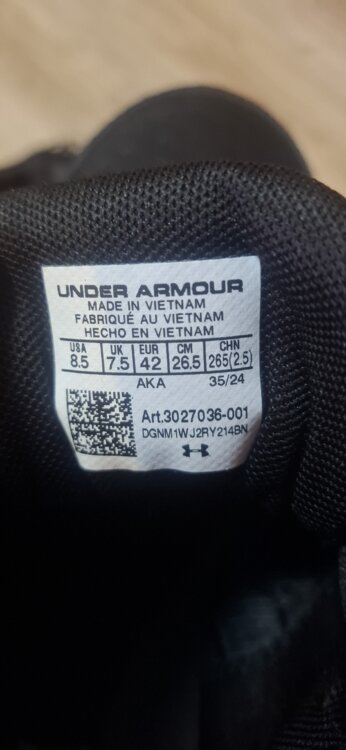 UNDER ARMOUR
MADE IN VIETNAM
FABRIQUÉ AU VIETNAM
HECHO EN VIETNAM
USA UK EUR CM CHN
8.5 7.5 42 26.5 265(2.5)
AKA 35/24
Art.3027036-001
DGNM1WJ2RY214BN